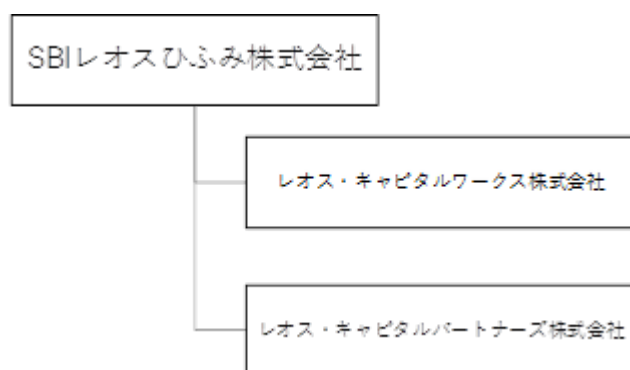 SBIレオスひふみ株式会社
レオス・キャピタルワークス株式会社
レオス・キャピタルパートナーズ株式会社